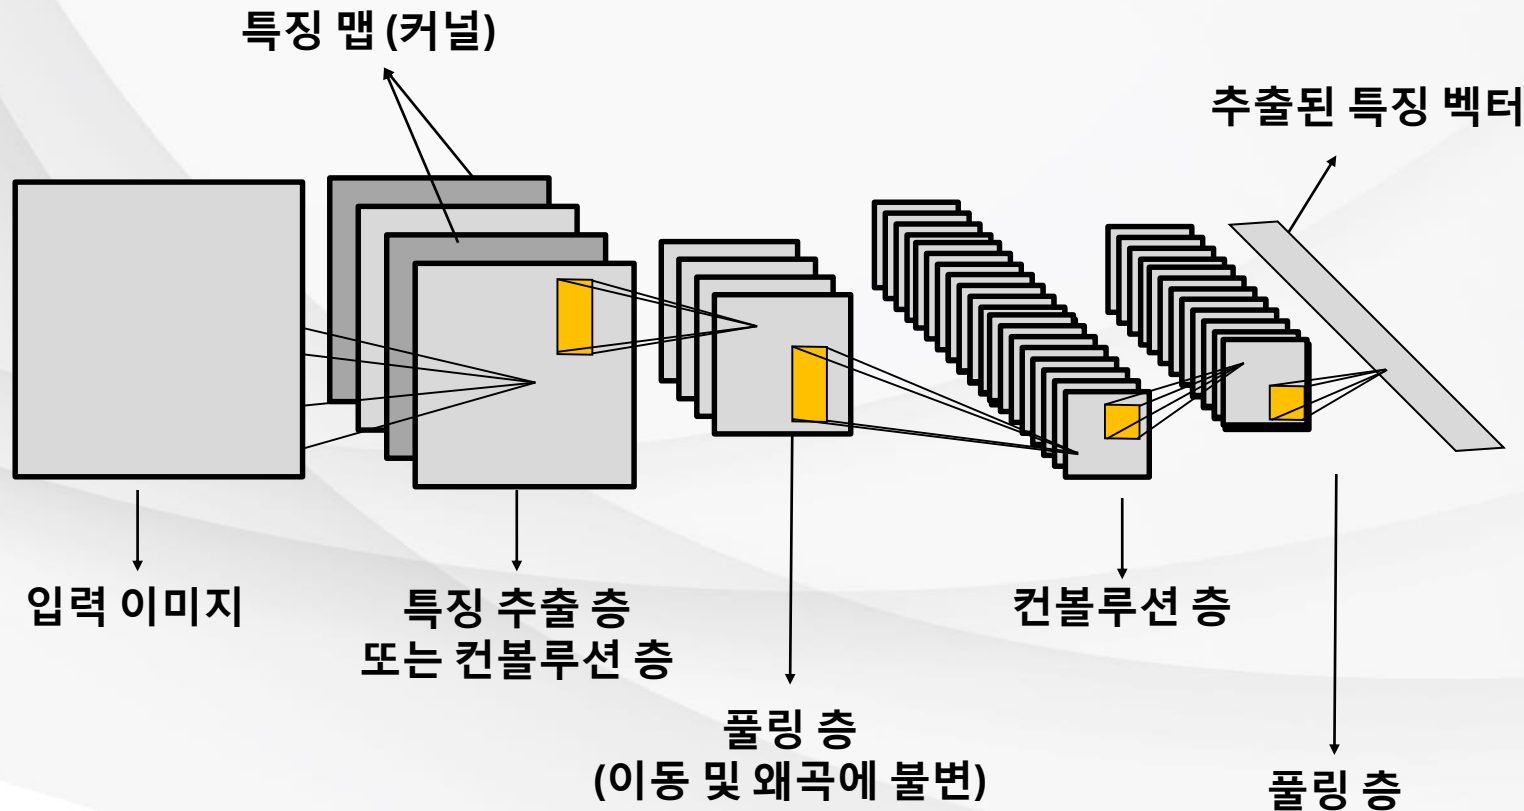 특징 맵 (커널)
추출된 특징 벡터
입력 이미지
특징 추출 층
또는 컨볼루션 층
컨볼루션 층
풀링 층
(이동 및 왜곡에 불변)
풀링 층